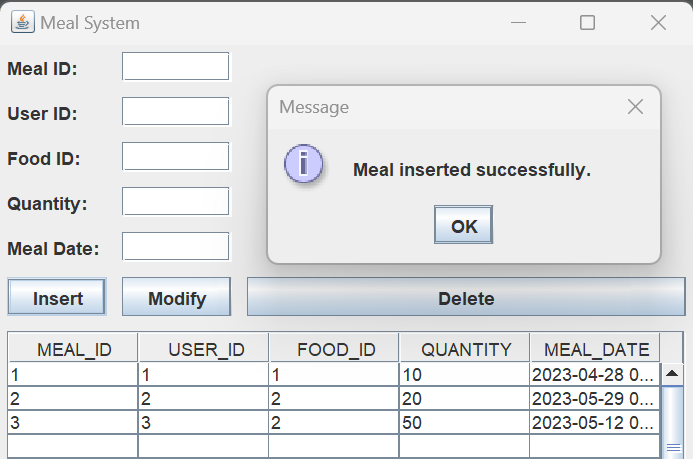 Meal System
Meal ID:
User ID:
Food ID:
Quantity:
Meal Date:
Message
Meal inserted successfully.
OK
Insert Modify Delete
MEAL_ID USER_ID FOOD_ID QUANTITY MEAL_DATE
1 1 1 10 2023-04-28 0...
2 2 2 20 2023-05-29 0...
3 3 2 50 2023-05-12 0...